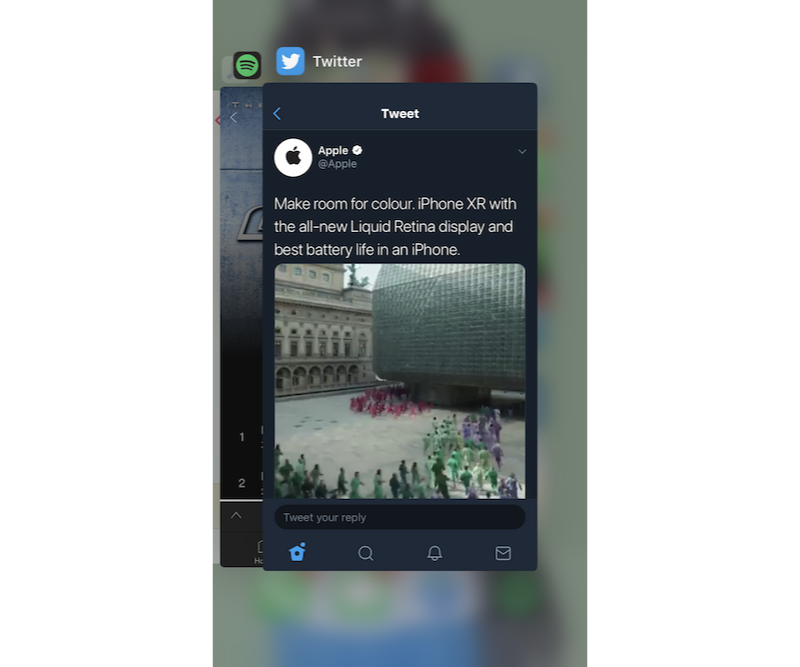 Twitter
Tweet
Apple
@Apple
Make room for colour. iPhone XR with
the all-new Liquid Retina display and
best battery life in an iPhone.
1
2
Tweet your reply